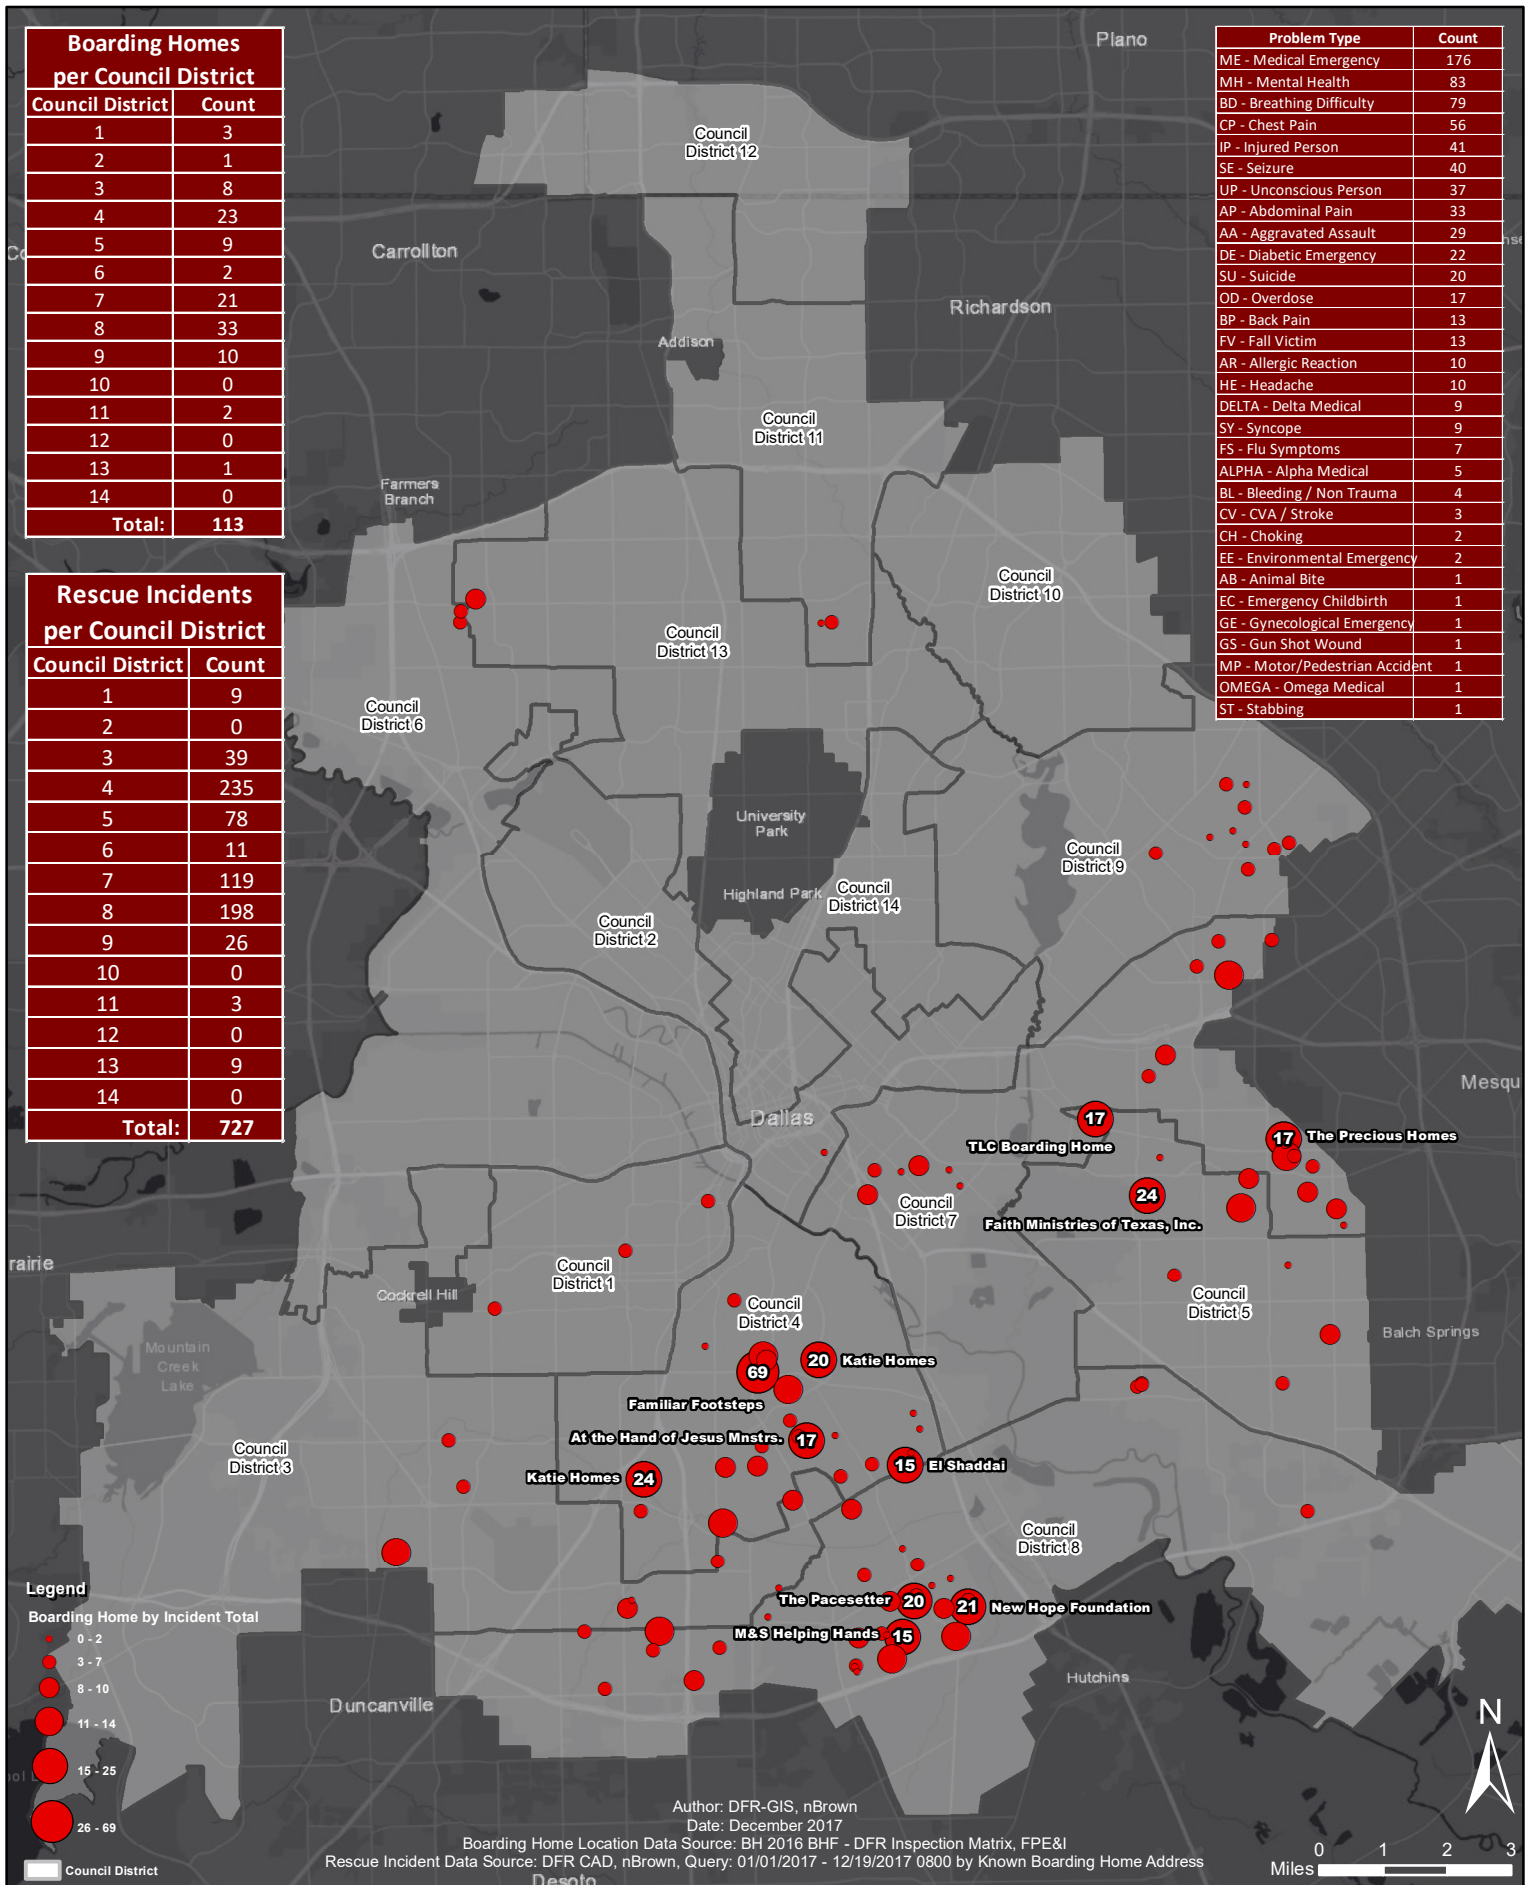 Boarding Homes
per Council District
Council District Count
1 3
2 1
3 8
4 23
5 9
6 2
7 21
8 33
9 10
10 0
11 2
12 0
13 1
14 0
Total: 113
Rescue Incidents
per Council District
Council District Count
1 9
2 0
3 39
4 235
5 78
6 11
7 119
8 198
9 26
10 0
11 3
12 0
13 9
14 0
Total: 727
Problem Type Count
ME - Medical Emergency 176
MH - Mental Health 83
BD - Breathing Difficulty 79
CP - Chest Pain 56
IP - Injured Person 41
SE - Seizure 40
UP - Unconscious Person 37
AP - Abdominal Pain 33
AA - Aggravated Assault 29
DE - Diabetic Emergency 22
SU - Suicide 20
OD - Overdose 17
BP - Back Pain 13
FV - Fall Victim 13
AR - Allergic Reaction 10
HE - Headache 10
DELTA - Delta Medical 9
SY - Syncope 9
FS - Flu Symptoms 7
ALPHA - Alpha Medical 5
BL - Bleeding / Non Trauma 4
CV - CVA / Stroke 3
CH - Choking 2
EE - Environmental Emergency 2
AB - Animal Bite 1
EC - Emergency Childbirth 1
GE - Gynecological Emergency 1
GS - Gun Shot Wound 1
MP - Motor/Pedestrian Accident 1
OMEGA - Omega Medical 1
ST - Stabbing 1
Plano
Council
District 12
Carrollton
Richardson
Addison
Council
District 11
Farmers
Branch
Council
District 10
Council
District 13
Council
District 6
University
Park
Council
District 9
Highland Park
Council
District 14
Council
District 2
Mesqu
Dallas
17
TLC Boarding Home
17 The Precious Homes
24
Faith Ministries of Texas, Inc.
Council
District 7
rairie
Council
District 1
Cockrell Hill
Council
District 4
Council
District 5
Mountain
Creek
Lake
Balch Springs
20 Katie Homes
69
Familiar Footsteps
At the Hand of Jesus Mnstrs. 17
Council
District 3
Katie Homes 24
15 El Shaddai
Council
District 8
The Pacesetter 20
21 New Hope Foundation
M&S Helping Hands 15
Hutchins
Duncanville
Legend
Boarding Home by Incident Total
0 - 2
3 - 7
8 - 10
11 - 14
15 - 25
26 - 69
Council District
N
Author: DFR-GIS, nBrown
Date: December 2017
Boarding Home Location Data Source: BH 2016 BHF - DFR Inspection Matrix, FPE&I
Rescue Incident Data Source: DFR CAD, nBrown, Query: 01/01/2017 - 12/19/2017 0800 by Known Boarding Home Address
Desoto
0 1 2 3
Miles